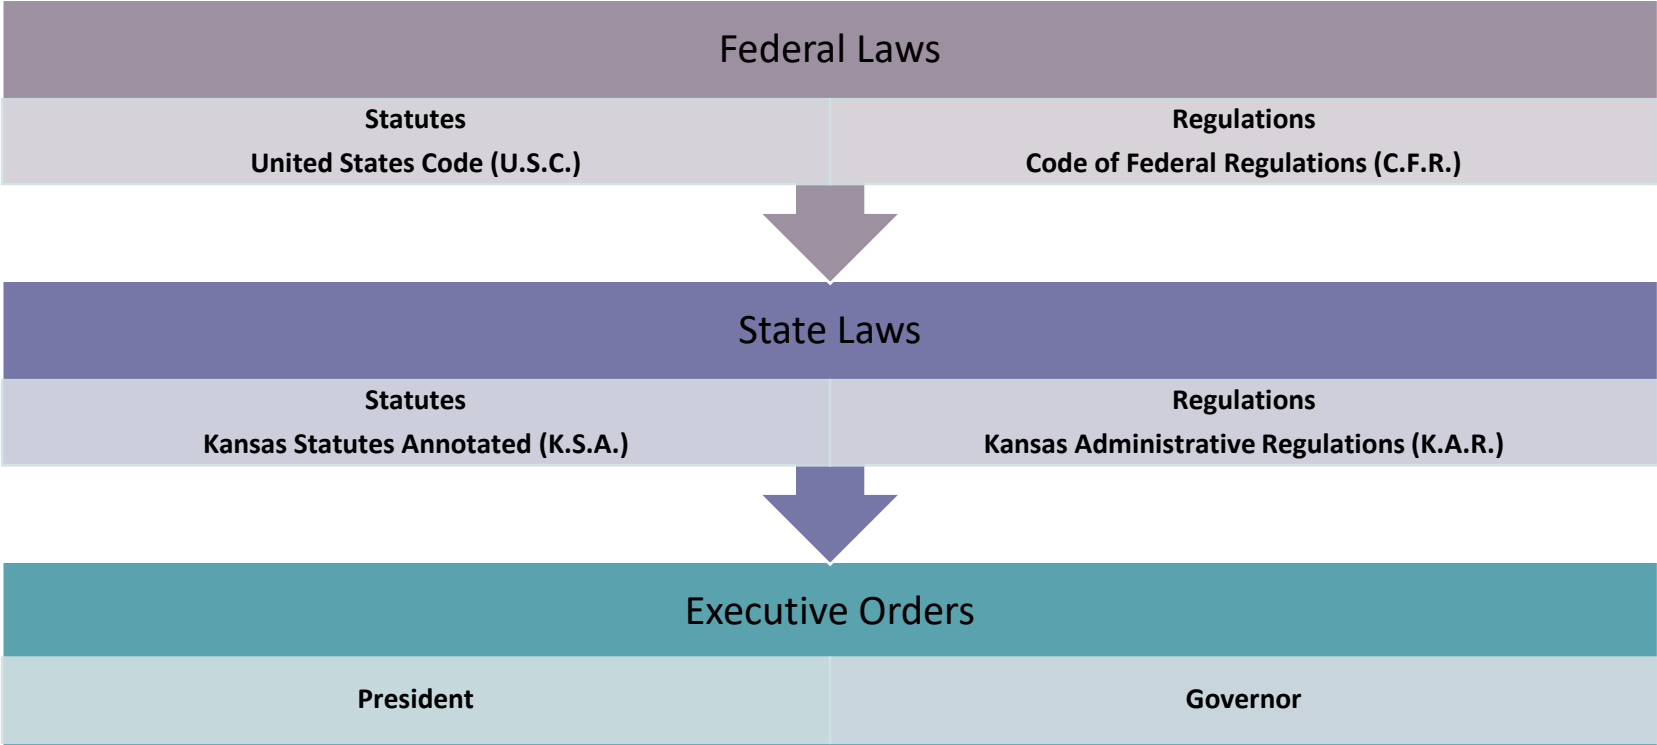 Federal Laws
Statutes
United States Code (U.S.C.)
Regulations
Code of Federal Regulations (C.F.R.)
State Laws
Statutes
Kansas Statutes Annotated (K.S.A.)
Regulations
Kansas Administrative Regulations (K.A.R.)
Executive Orders
President
Governor